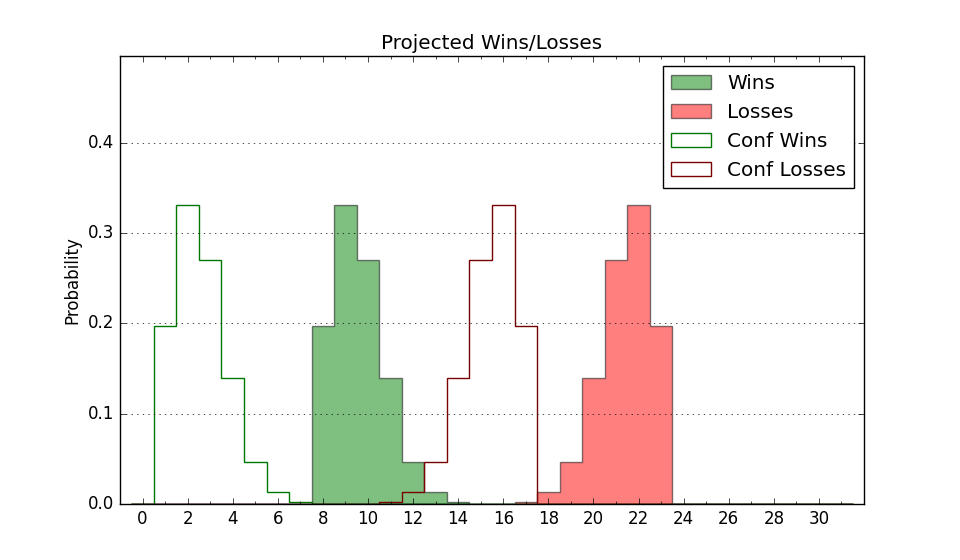 Projected Wins/Losses
Wins
Losses
Conf Wins
Conf Losses
Probability
0.4
0.3
0.2
0.1
0.0
0 2 4 6 8 10 12 14 16 18 20 22 24 26 28 30